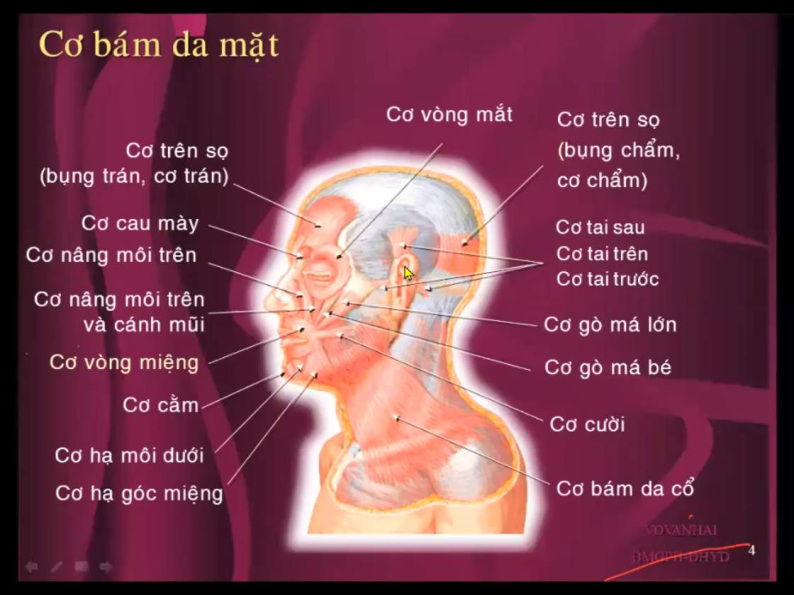 Cơ bám da mặt
Cơ vòng mắt
Cơ trên sọ
(bụng chẩm,
cơ chẩm)
Cơ trên sọ
(bụng trán, cơ trán)
Cơ cau mày
Cơ nâng môi trên
Cơ nâng môi trên
và cánh mũi
Cơ vòng miệng
Cơ cằm
Cơ hạ môi dưới
Cơ hạ góc miệng
Cơ tai sau
Cơ tai trên
Cơ tai trước
Cơ gò má lớn
Cơ gò má bé
Cơ cười
Cơ bám da cổ
VOVANHAI
BMGPH-DHYD
4